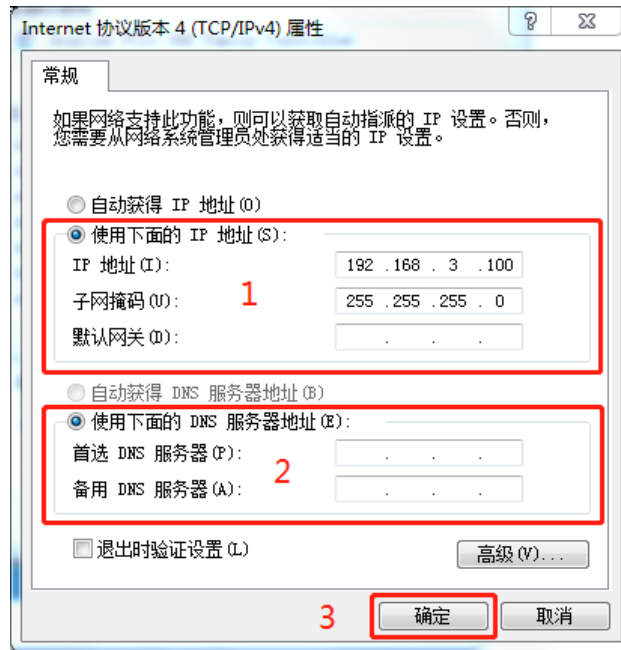 Internet 协议版本 4 (TCP/IPv4) 属性
常规
如果网络支持此功能，则可以获取自动指派的 IP 设置。否则，
您需要从网络系统管理员处获得适当的 IP 设置。
自动获得 IP 地址(O)
使用下面的 IP 地址(S):
IP 地址(I): 192 .168 . 3 .100
子网掩码(U): 255 .255 .255 . 0
1
默认网关(D): . . .
自动获得 DNS 服务器地址(B)
使用下面的 DNS 服务器地址(E):
首选 DNS 服务器(P): . . .
2
备用 DNS 服务器(A): . . .
退出时验证设置(L)
高级(V)...
3
确定
取消